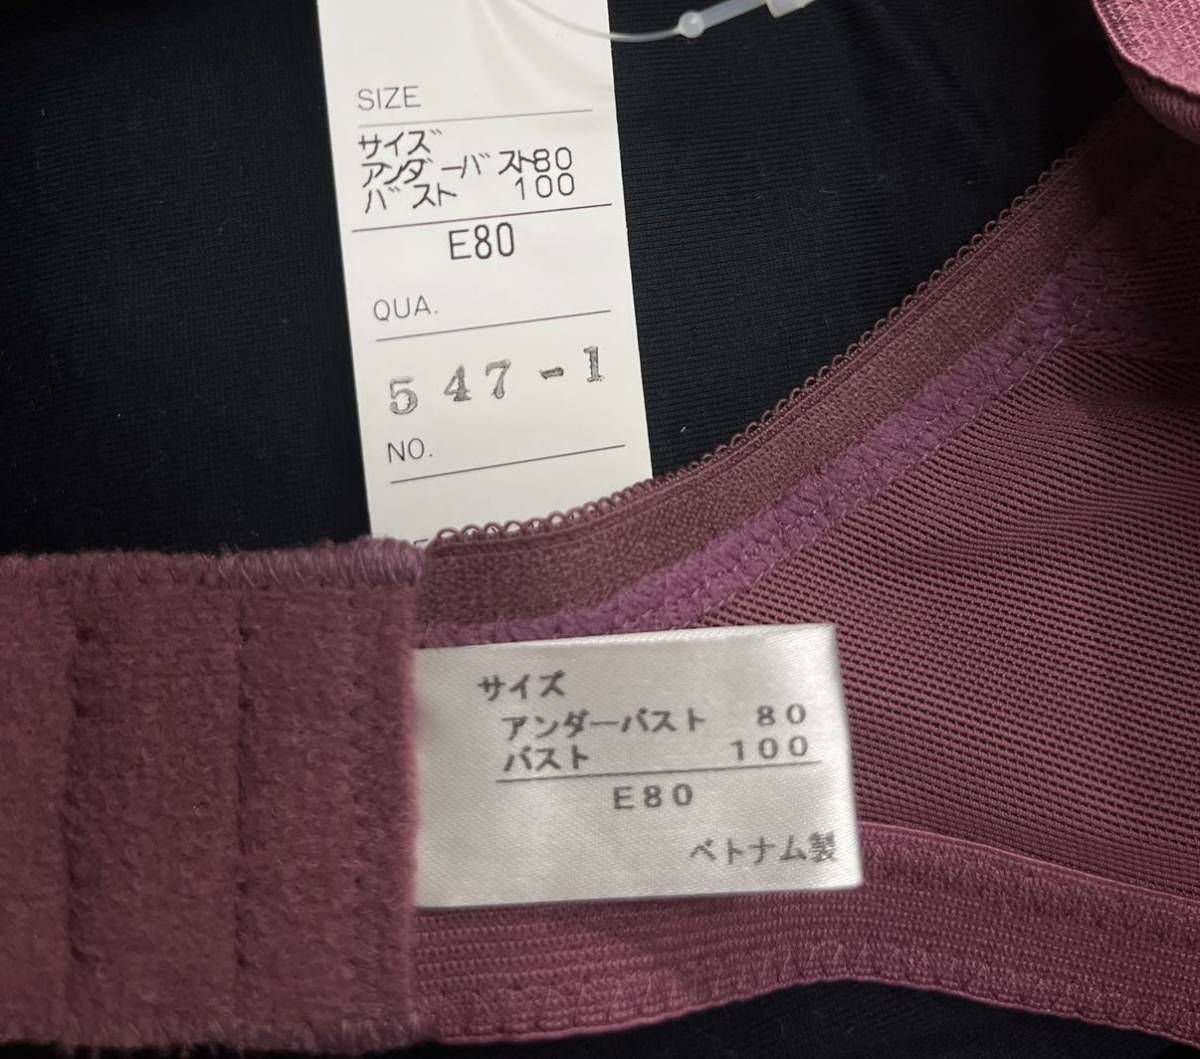 SIZE
サイズ
アンダーバスト80
バスト 100
E80
QUA.
547-1
NO.
サイズ
アンダーバスト 80
バスト 100
E80
ベトナム製